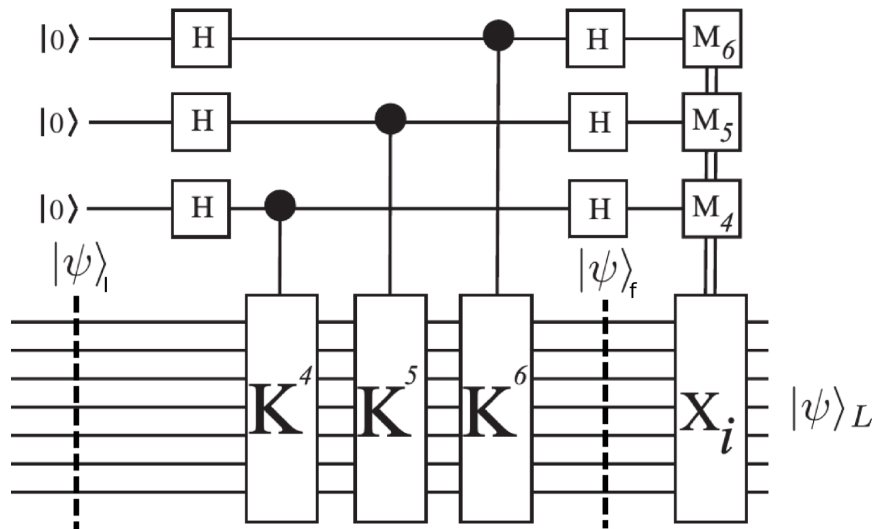 |0⟩ H H M₆
|0⟩ H H M₅
|0⟩ H H M₄
|ψ⟩ₗ |ψ⟩f
K⁴ K⁵ K⁶ Xᵢ |ψ⟩L